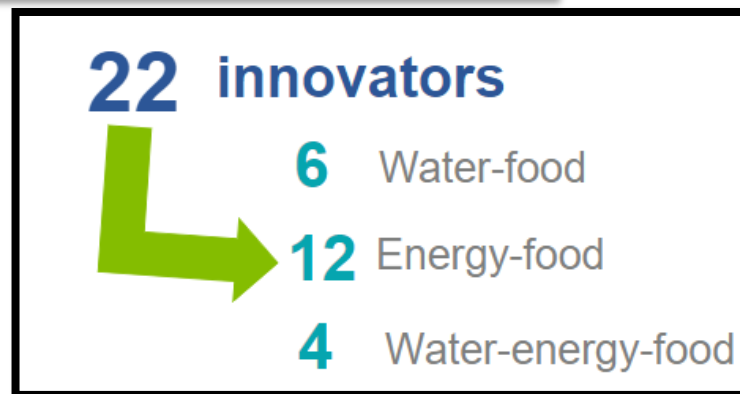 22 innovators
6 Water-food
12 Energy-food
4 Water-energy-food